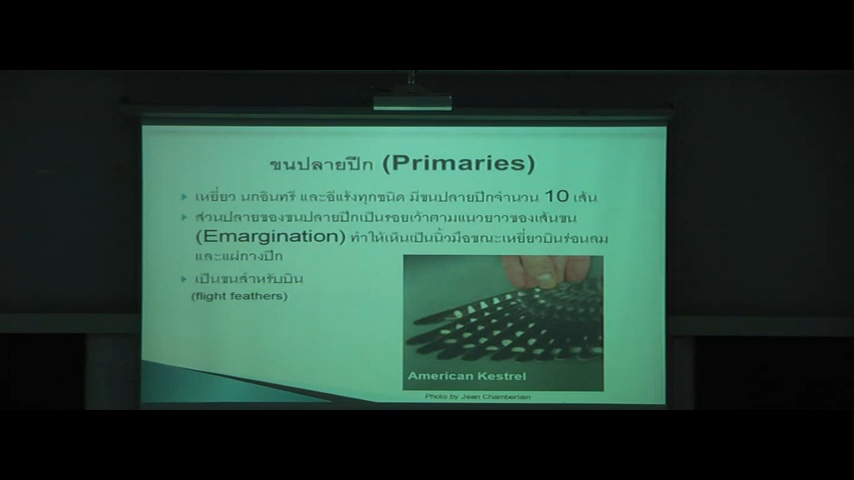 ขนปลายปีก (Primaries)
เหยี่ยว นกอินทรี และอีแร้งทุกชนิด มีขนปลายปีกจำนวน 10 เส้น
ส่วนปลายของขนปลายปีกเป็นรอยเว้าตามแนวยาวของเส้นขน
(Emargination) ทำให้เห็นเป็นนิ้วมือขณะเหยี่ยวบินร่อนลม
และแผ่กางปีก
เป็นขนสำหรับบิน
(flight feathers)
American Kestrel
Photo by Jean Chamberlain